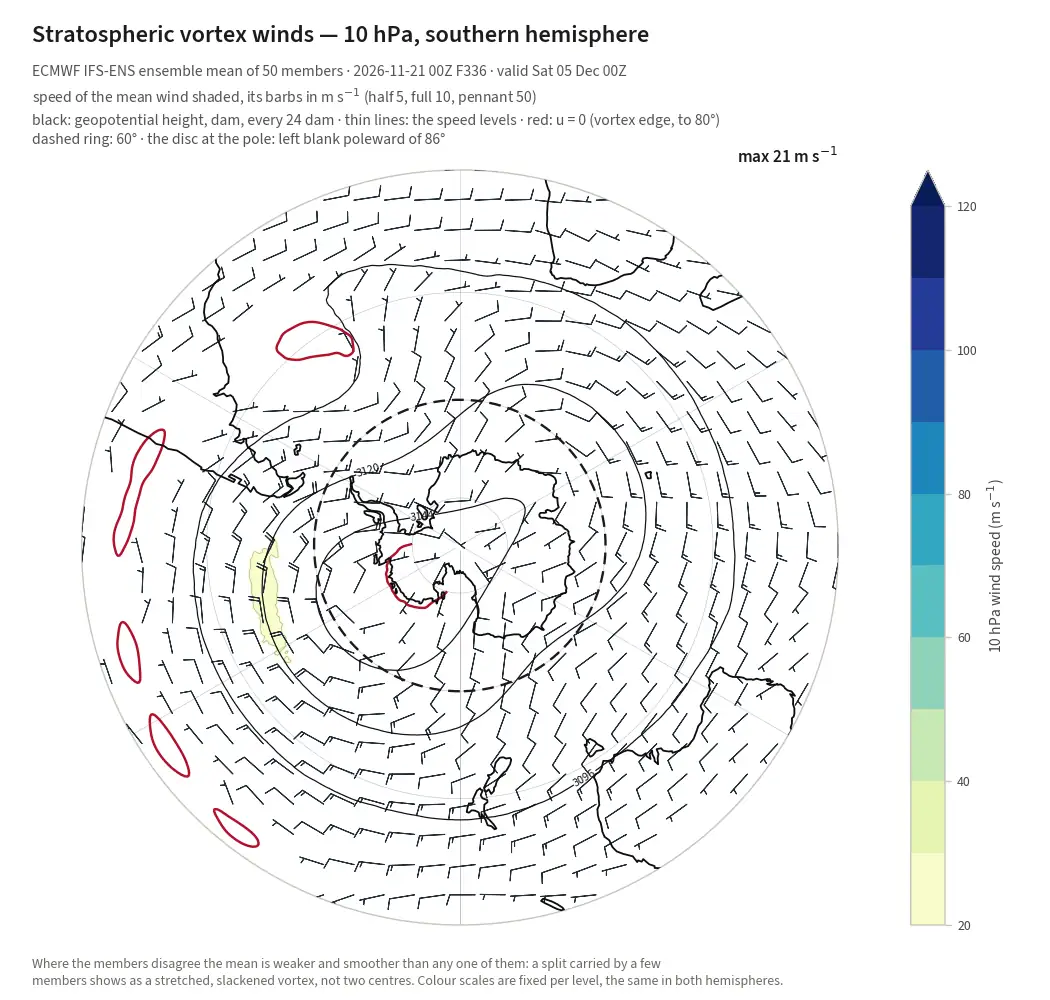 Stratospheric vortex winds — 10 hPa, southern hemisphere
ECMWF IFS-ENS ensemble mean of 50 members · 2026-11-21 00Z F336 · valid Sat 05 Dec 00Z
speed of the mean wind shaded, its barbs in m s⁻¹ (half 5, full 10, pennant 50)
black: geopotential height, dam, every 24 dam · thin lines: the speed levels · red: u = 0 (vortex edge, to 80°)
dashed ring: 60° · the disc at the pole: left blank poleward of 86°
max 21 m s⁻¹
120
100
80
60
40
20
10 hPa wind speed (m s⁻¹)
3120
3096
Where the members disagree the mean is weaker and smoother than any one of them: a split carried by a few
members shows as a stretched, slackened vortex, not two centres. Colour scales are fixed per level, the same in both hemispheres.